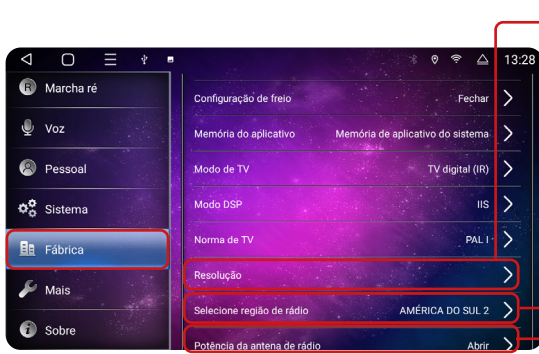 13:28
R Marcha ré
Voz
Pessoal
Sistema
Fábrica
Mais
i Sobre
Configuração de freio Fechar
Memória do aplicativo Memória de aplicativo do sistema
Modo de TV TV digital (IR)
Modo DSP IIS
Norma de TV PAL I
Resolução
Selecione região de rádio AMÉRICA DO SUL 2
Potência da antena de rádio Abrir